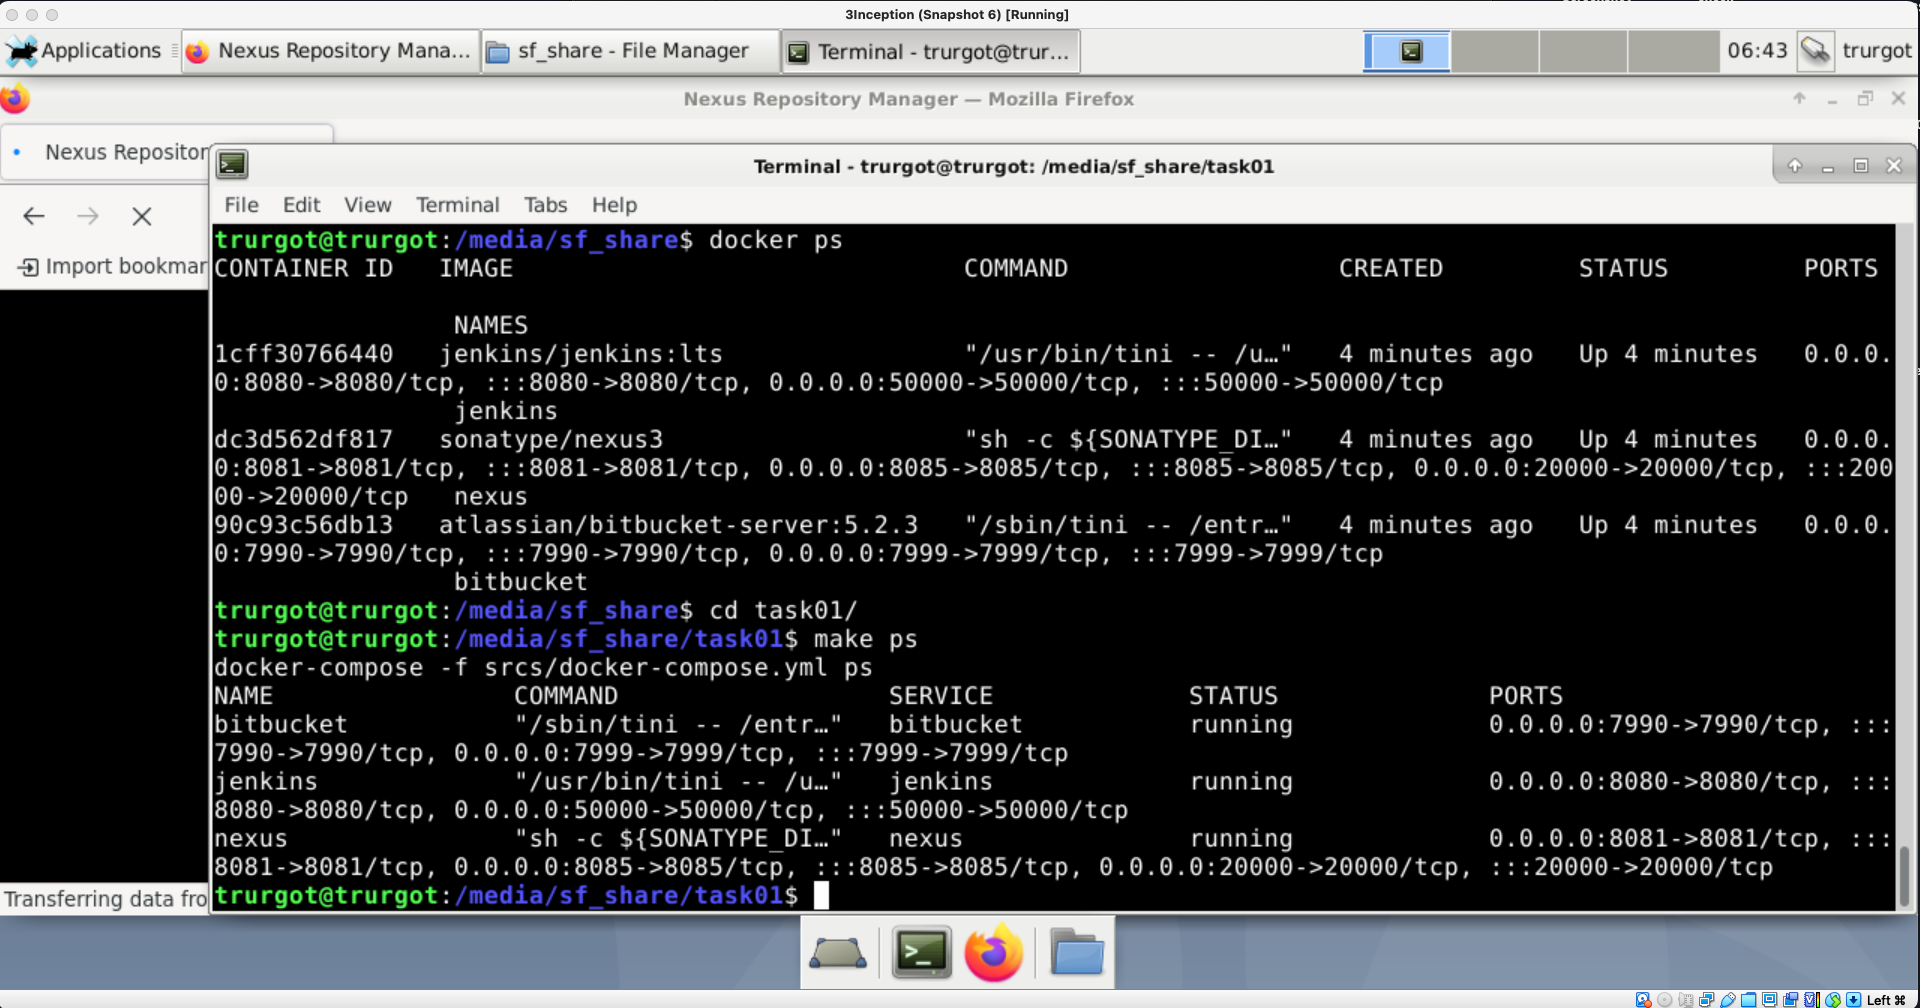 3Inception (Snapshot 6) [Running]
Applications
Nexus Repository Mana...
sf_share - File Manager
Terminal - trurgot@trur...
06:43
trurgot
Nexus Repository Manager — Mozilla Firefox
Nexus Repositor
Import bookmar
Terminal - trurgot@trurgot: /media/sf_share/task01
File Edit View Terminal Tabs Help
trurgot@trurgot:/media/sf_share$ docker ps
CONTAINER ID   IMAGE                              COMMAND                  CREATED         STATUS         PORTS
NAMES
1cff30766440   jenkins/jenkins:lts                "/usr/bin/tini -- /u…"   4 minutes ago   Up 4 minutes   0.0.0.
0:8080->8080/tcp, :::8080->8080/tcp, 0.0.0.0:50000->50000/tcp, :::50000->50000/tcp
jenkins
dc3d562df817   sonatype/nexus3                    "sh -c ${SONATYPE_DI…"   4 minutes ago   Up 4 minutes   0.0.0.
0:8081->8081/tcp, :::8081->8081/tcp, 0.0.0.0:8085->8085/tcp, :::8085->8085/tcp, 0.0.0.0:20000->20000/tcp, :::200
00->20000/tcp   nexus
90c93c56db13   atlassian/bitbucket-server:5.2.3   "/sbin/tini -- /entr…"   4 minutes ago   Up 4 minutes   0.0.0.
0:7990->7990/tcp, :::7990->7990/tcp, 0.0.0.0:7999->7999/tcp, :::7999->7999/tcp
bitbucket
trurgot@trurgot:/media/sf_share$ cd task01/
trurgot@trurgot:/media/sf_share/task01$ make ps
docker-compose -f srcs/docker-compose.yml ps
NAME                COMMAND                  SERVICE             STATUS              PORTS
bitbucket           "/sbin/tini -- /entr…"   bitbucket           running             0.0.0.0:7990->7990/tcp, :::
7990->7990/tcp, 0.0.0.0:7999->7999/tcp, :::7999->7999/tcp
jenkins             "/usr/bin/tini -- /u…"   jenkins             running             0.0.0.0:8080->8080/tcp, :::
8080->8080/tcp, 0.0.0.0:50000->50000/tcp, :::50000->50000/tcp
nexus               "sh -c ${SONATYPE_DI…"   nexus               running             0.0.0.0:8081->8081/tcp, :::
8081->8081/tcp, 0.0.0.0:8085->8085/tcp, :::8085->8085/tcp, 0.0.0.0:20000->20000/tcp, :::20000->20000/tcp
trurgot@trurgot:/media/sf_share/task01$
Transferring data fro
Left ⌘